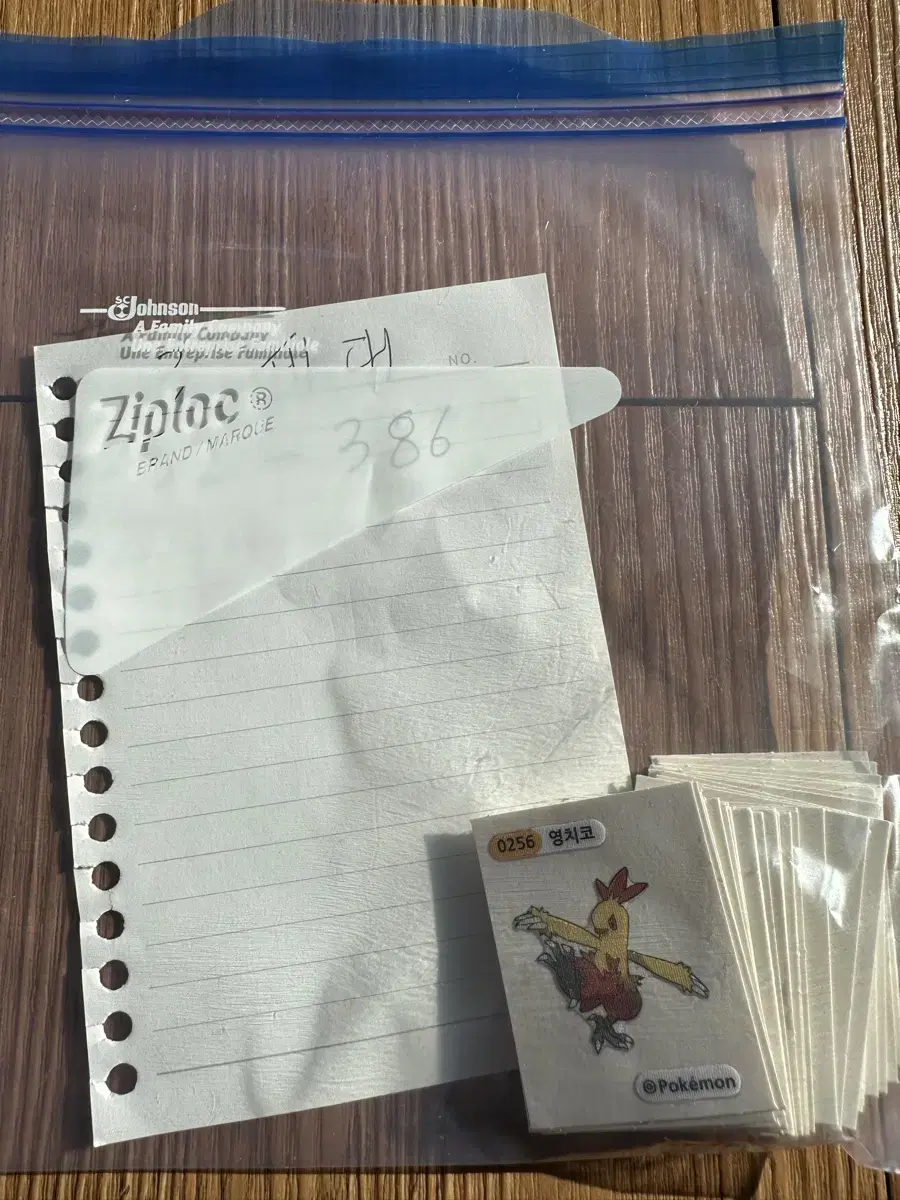 SC Johnson
A Family Company
Une Entreprise Familiale
NO.
Ziploc®
BRAND / MARQUE
386
0256 영치코
©Pokémon